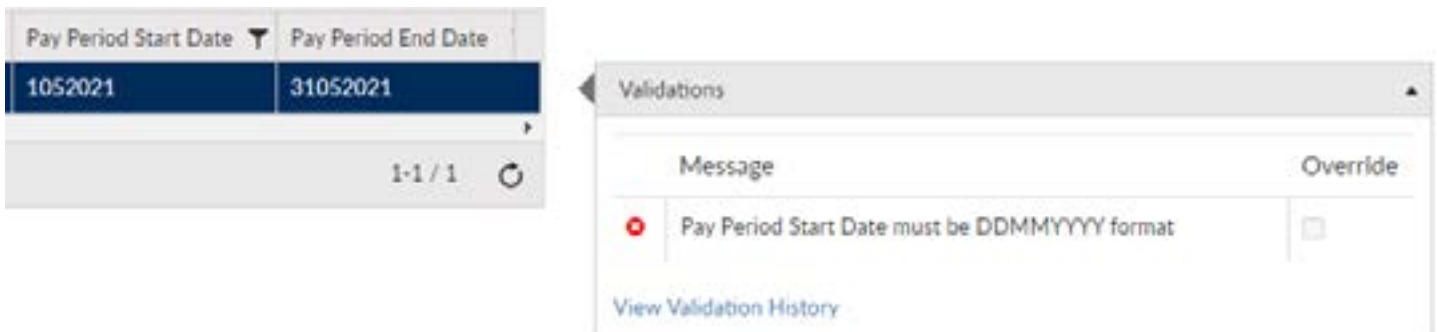 Pay Period Start Date Pay Period End Date
1052021 31052021
1-1 / 1
Validations
Message Override
Pay Period Start Date must be DDMMYYYY format
View Validation History